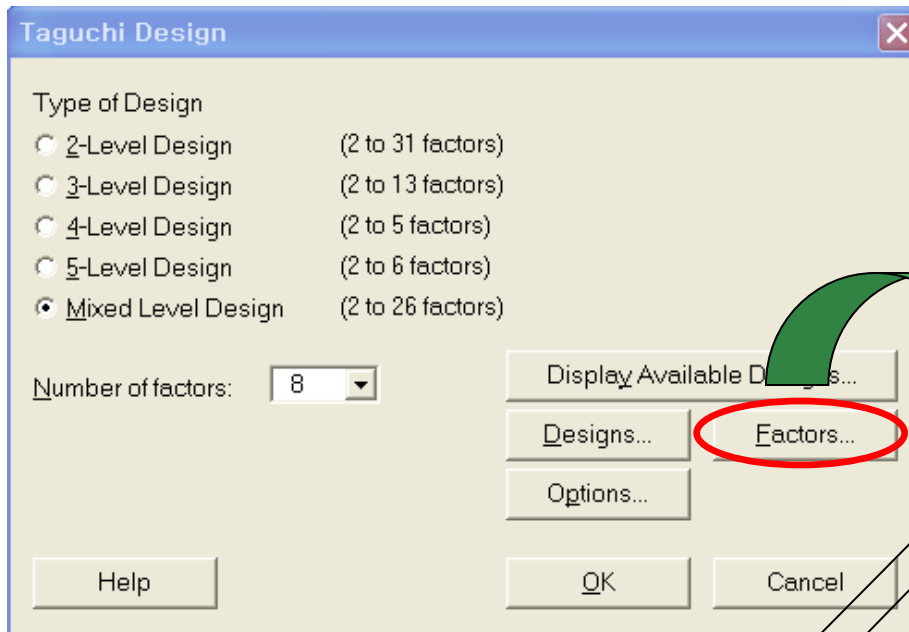 Taguchi Design
Type of Design
2-Level Design (2 to 31 factors)
3-Level Design (2 to 13 factors)
4-Level Design (2 to 5 factors)
5-Level Design (2 to 6 factors)
Mixed Level Design (2 to 26 factors)
Number of factors: 8
Display Available
Designs... Factors...
Options...
Help OK Cancel